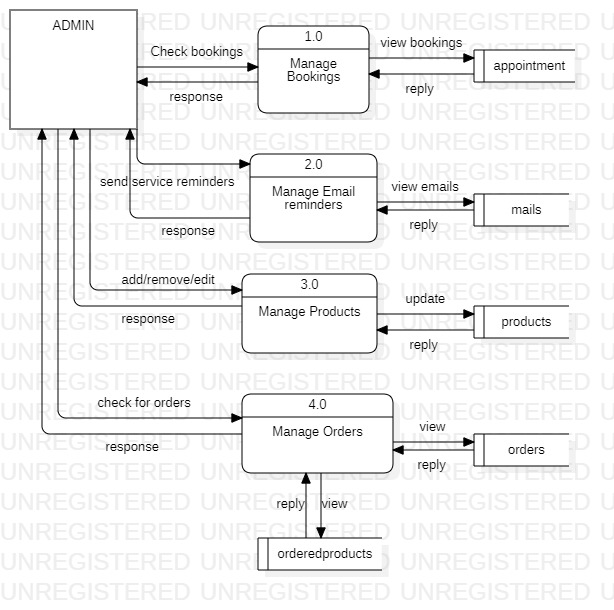 ADMIN
Check bookings
response
1.0
Manage
Bookings
view bookings
reply
appointment
send service reminders
response
2.0
Manage Email
reminders
view emails
reply
mails
add/remove/edit
response
3.0
Manage Products
update
reply
products
check for orders
response
4.0
Manage Orders
view
reply
orders
reply
view
orderedproducts
UNREGISTERED